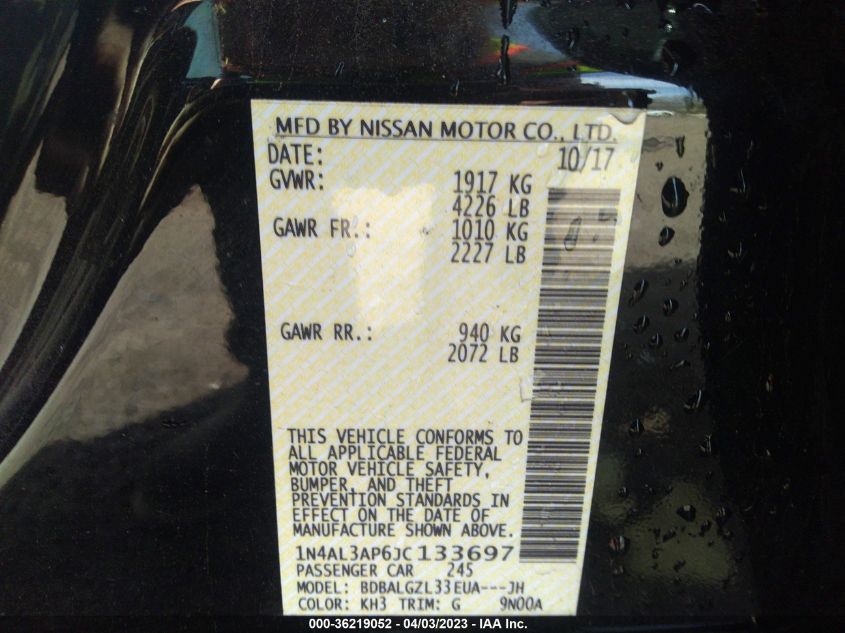 MFD BY NISSAN MOTOR CO., LTD.
DATE: 10/17
GVWR: 1917 KG
4226 LB
GAWR FR.: 1010 KG
2227 LB
GAWR RR.: 940 KG
2072 LB
THIS VEHICLE CONFORMS TO
ALL APPLICABLE FEDERAL
MOTOR VEHICLE SAFETY,
BUMPER, AND THEFT
PREVENTION STANDARDS IN
EFFECT ON THE DATE OF
MANUFACTURE SHOWN ABOVE.
1N4AL3AP6JC133697
PASSENGER CAR 245
MODEL: BDBALGZL33EUA---JH
COLOR: KH3 TRIM: G 9N00A
000-36219052 - 04/03/2023 - IAA Inc.